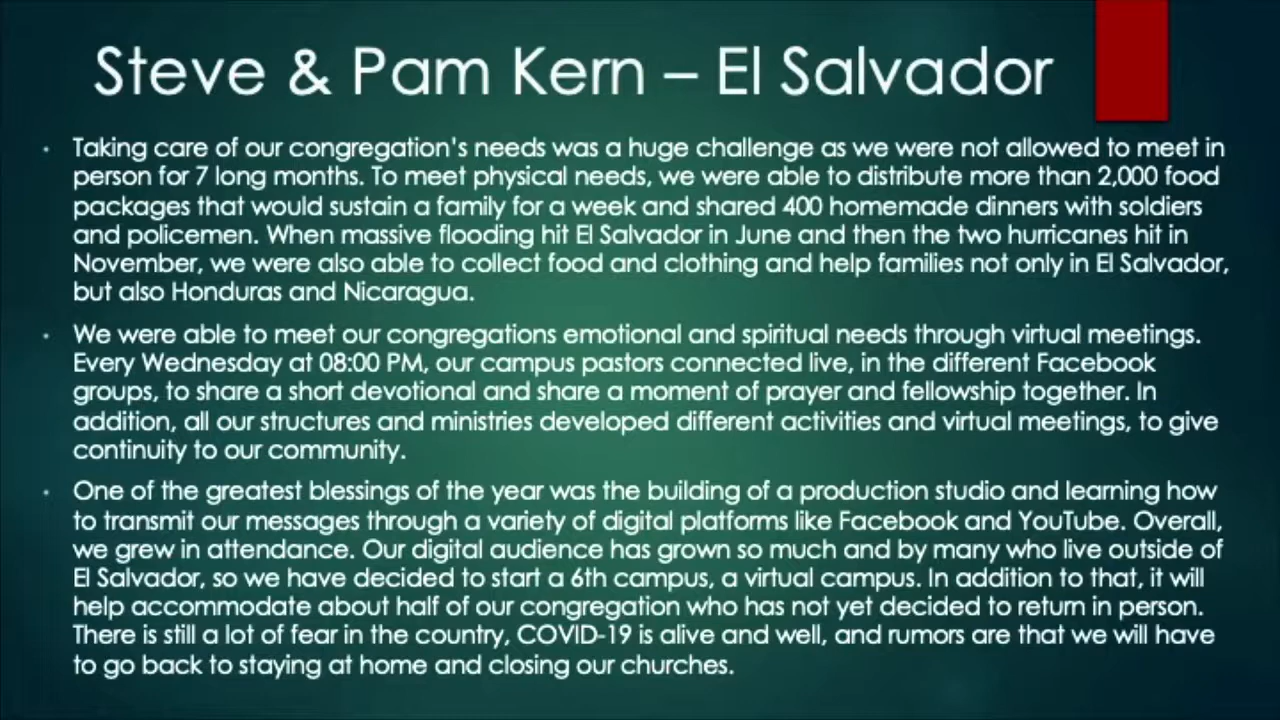 Steve & Pam Kern – El Salvador
• Taking care of our congregation's needs was a huge challenge as we were not allowed to meet in
person for 7 long months. To meet physical needs, we were able to distribute more than 2,000 food
packages that would sustain a family for a week and shared 400 homemade dinners with soldiers
and policemen. When massive flooding hit El Salvador in June and then the two hurricanes hit in
November, we were also able to collect food and clothing and help families not only in El Salvador,
but also Honduras and Nicaragua.
• We were able to meet our congregations emotional and spiritual needs through virtual meetings.
Every Wednesday at 08:00 PM, our campus pastors connected live, in the different Facebook
groups, to share a short devotional and share a moment of prayer and fellowship together. In
addition, all our structures and ministries developed different activities and virtual meetings, to give
continuity to our community.
• One of the greatest blessings of the year was the building of a production studio and learning how
to transmit our messages through a variety of digital platforms like Facebook and YouTube. Overall,
we grew in attendance. Our digital audience has grown so much and by many who live outside of
El Salvador, so we have decided to start a 6th campus, a virtual campus. In addition to that, it will
help accommodate about half of our congregation who has not yet decided to return in person.
There is still a lot of fear in the country, COVID-19 is alive and well, and rumors are that we will have
to go back to staying at home and closing our churches.